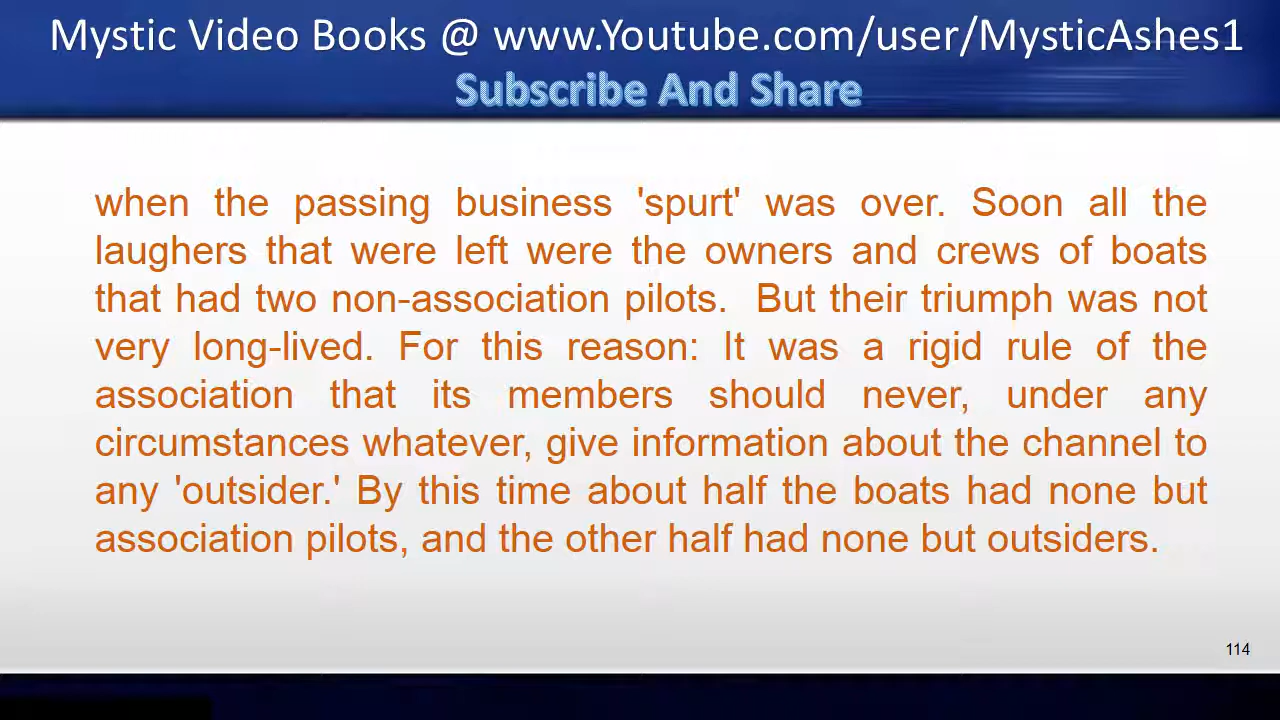 Mystic Video Books @ www.Youtube.com/user/MysticAshes1
Subscribe And Share
when the passing business 'spurt' was over. Soon all the
laughers that were left were the owners and crews of boats
that had two non-association pilots.  But their triumph was not
very long-lived. For this reason: It was a rigid rule of the
association that its members should never, under any
circumstances whatever, give information about the channel to
any 'outsider.' By this time about half the boats had none but
association pilots, and the other half had none but outsiders.
114